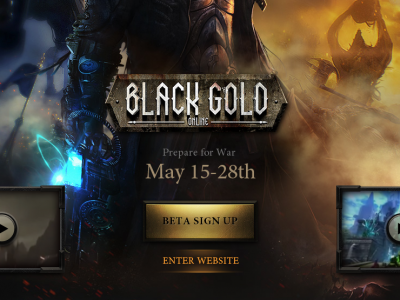 BLACK GOLD
ONLINE
Prepare for War
May 15-28th
BETA SIGN UP
ENTER WEBSITE